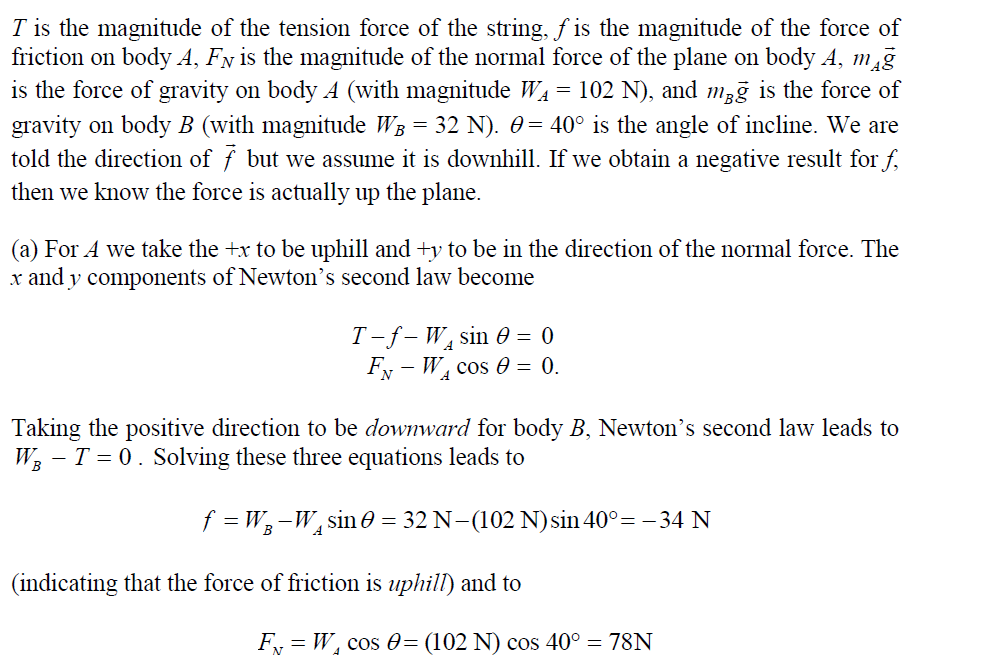 T is the magnitude of the tension force of the string, f is the magnitude of the force of
friction on body A, F_N is the magnitude of the normal force of the plane on body A, m_A g⃗
is the force of gravity on body A (with magnitude W_A = 102 N), and m_B g⃗ is the force of
gravity on body B (with magnitude W_B = 32 N). θ = 40° is the angle of incline. We are
told the direction of f⃗ but we assume it is downhill. If we obtain a negative result for f,
then we know the force is actually up the plane.
(a) For A we take the +x to be uphill and +y to be in the direction of the normal force. The
x and y components of Newton’s second law become
T – f – W_A sin θ = 0
F_N − W_A cos θ = 0.
Taking the positive direction to be downward for body B, Newton’s second law leads to
W_B − T = 0. Solving these three equations leads to
f = W_B − W_A sin θ = 32 N − (102 N) sin 40° = − 34 N
(indicating that the force of friction is uphill) and to
F_N = W_A cos θ = (102 N) cos 40° = 78N